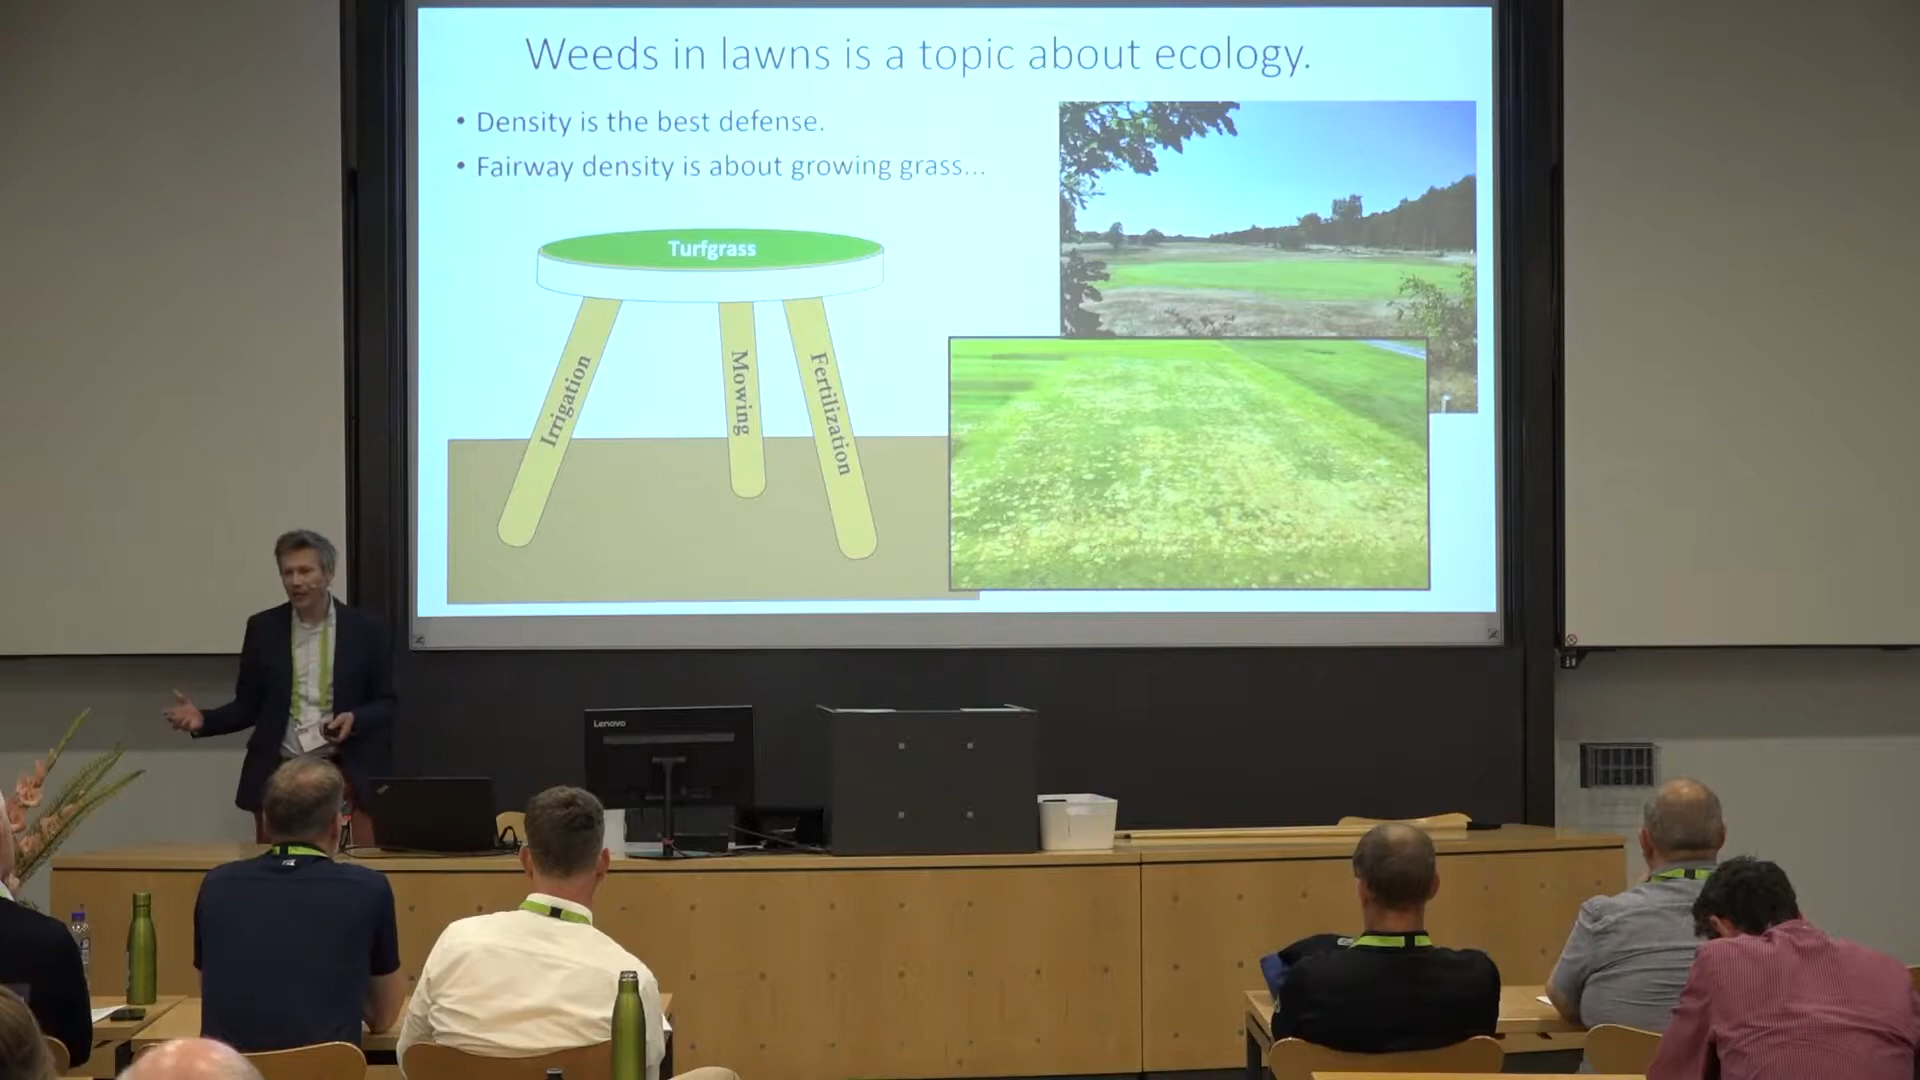 Weeds in lawns is a topic about ecology.
• Density is the best defense.
• Fairway density is about growing grass...
Turfgrass
Irrigation
Mowing
Fertilization
Lenovo